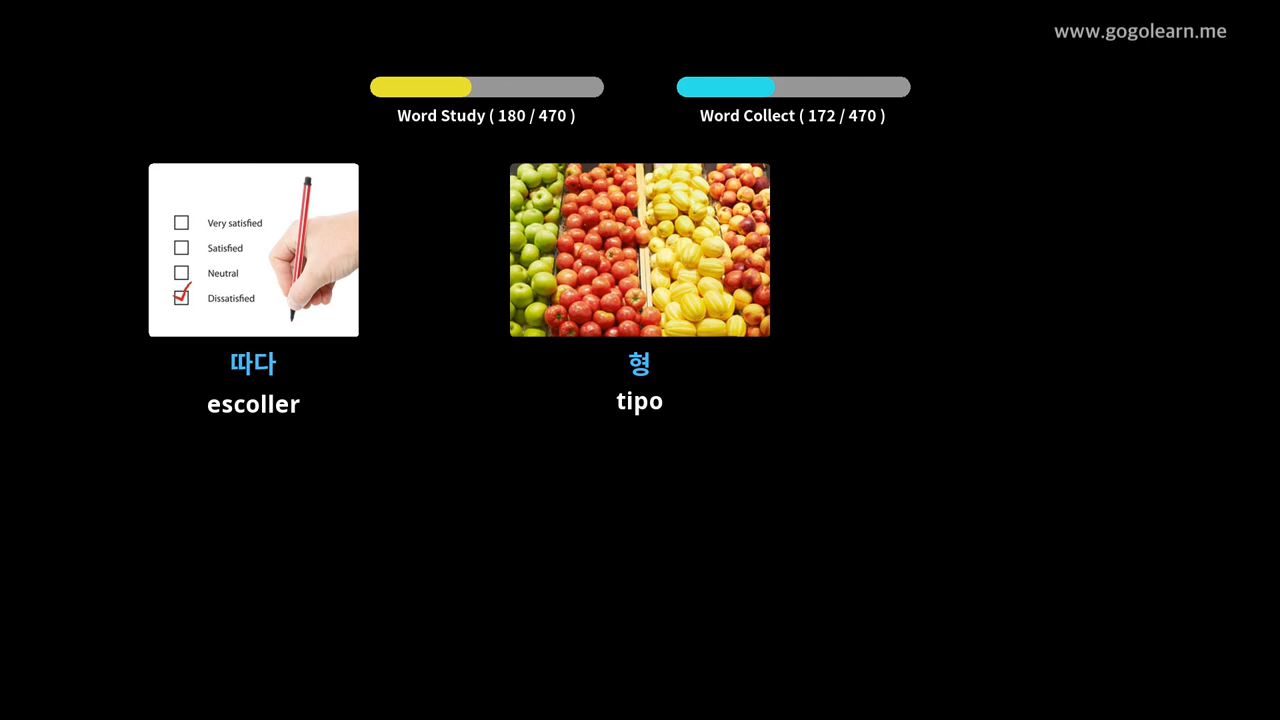 www.gogolearn.me
Word Study ( 180 / 470 )
Word Collect ( 172 / 470 )
Very satisfied
Satisfied
Neutral
Dissatisfied
따다
escoller
형
tipo